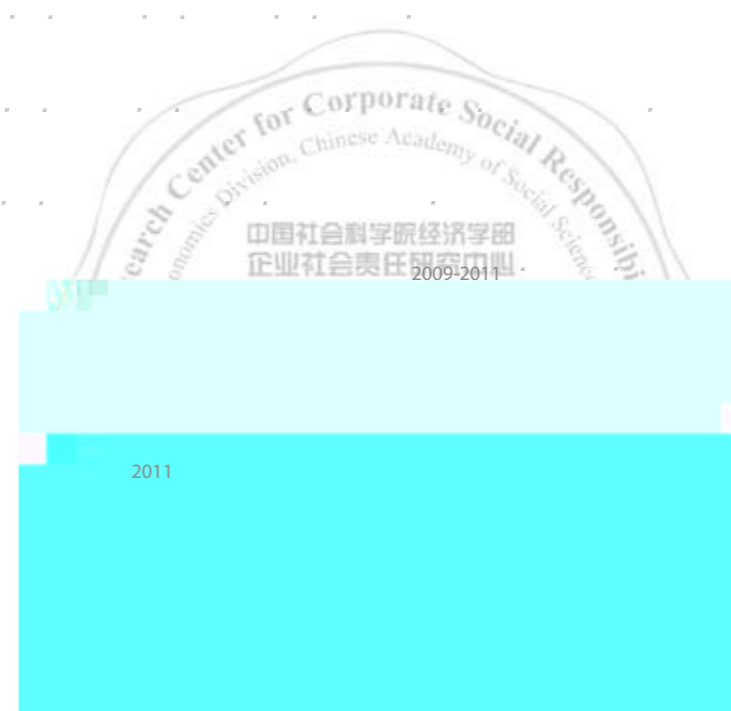 Research Center for Corporate Social Responsibi
Economics Division, Chinese Academy of Social Sciences
中国社会科学院经济学部
企业社会责任研究中心
2009-2011
2011